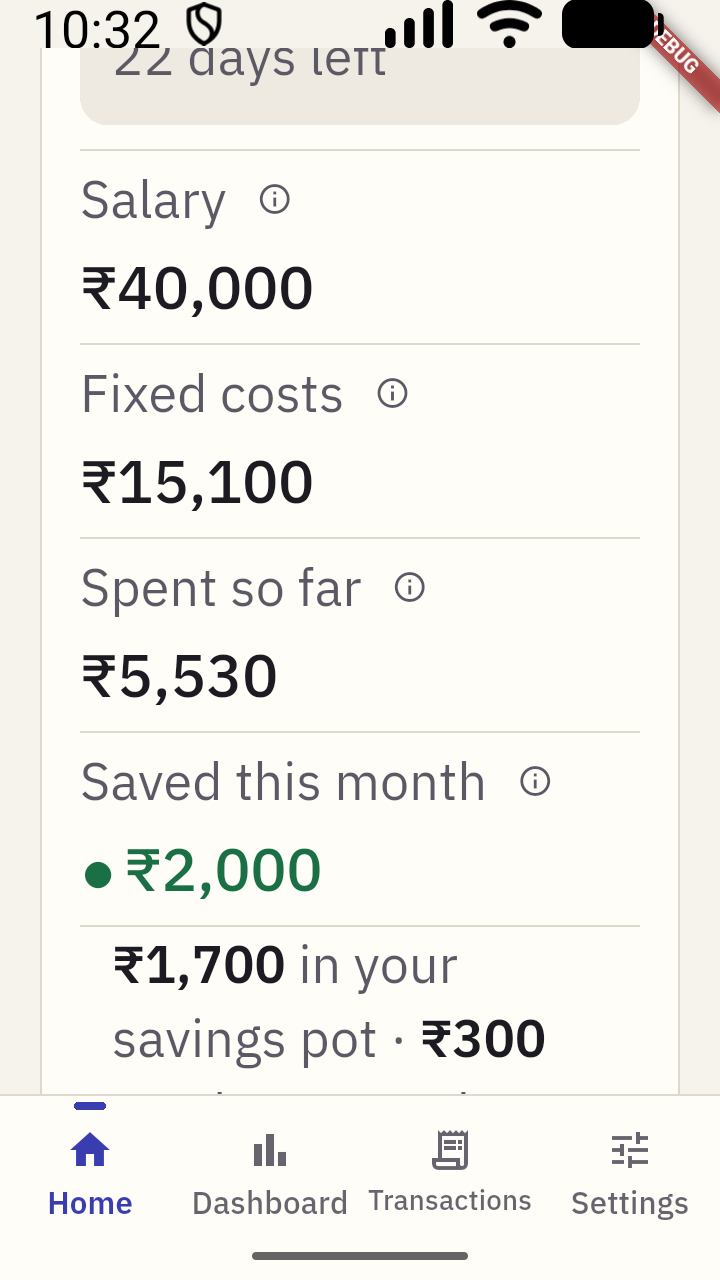 10:32
DEBUG
22 days left
Salary
₹40,000
Fixed costs
₹15,100
Spent so far
₹5,530
Saved this month
₹2,000
₹1,700 in your
savings pot · ₹300
Home
Dashboard
Transactions
Settings